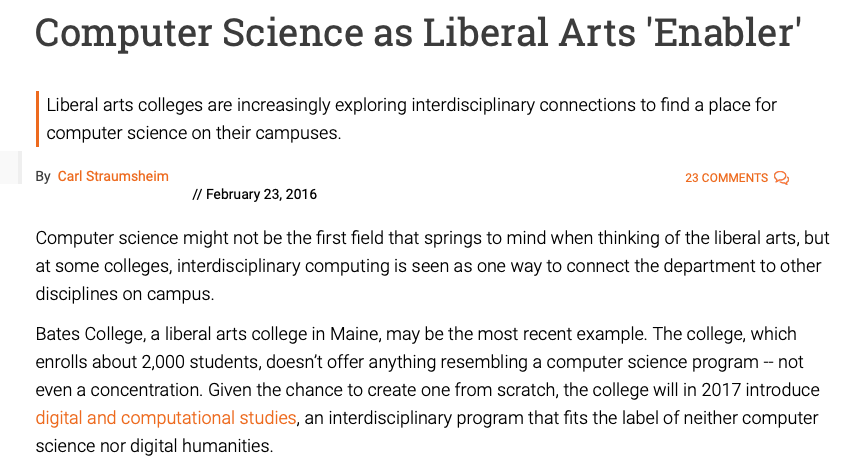 Computer Science as Liberal Arts 'Enabler'
Liberal arts colleges are increasingly exploring interdisciplinary connections to find a place for
computer science on their campuses.
By Carl Straumsheim
23 COMMENTS
// February 23, 2016
Computer science might not be the first field that springs to mind when thinking of the liberal arts, but
at some colleges, interdisciplinary computing is seen as one way to connect the department to other
disciplines on campus.
Bates College, a liberal arts college in Maine, may be the most recent example. The college, which
enrolls about 2,000 students, doesn’t offer anything resembling a computer science program -- not
even a concentration. Given the chance to create one from scratch, the college will in 2017 introduce
digital and computational studies, an interdisciplinary program that fits the label of neither computer
science nor digital humanities.